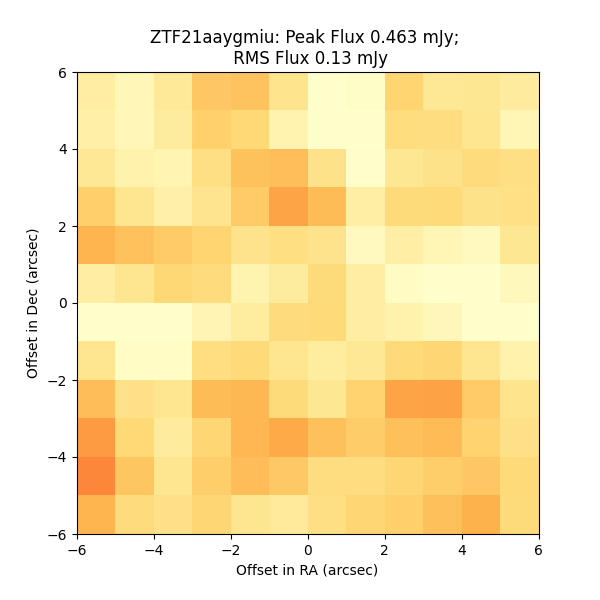 ZTF21aaygmiu: Peak Flux 0.463 mJy;
RMS Flux 0.13 mJy
6
4
2
0
−2
−4
−6
Offset in Dec (arcsec)
−6 −4 −2 0 2 4 6
Offset in RA (arcsec)